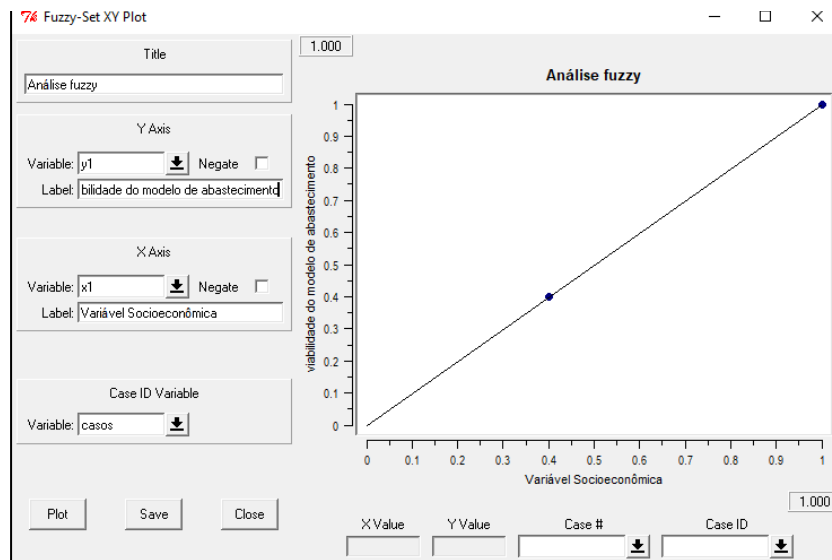 Fuzzy-Set XY Plot
Title
Análise fuzzy
Y Axis
Variable: y1 Negate
Label: bilidade do modelo de abastecimento
X Axis
Variable: x1 Negate
Label: Variável Socioeconômica
Case ID Variable
Variable: casos
Plot Save Close
1.000
Análise fuzzy
viabilidade do modelo de abastecimento
1
0.9
0.8
0.7
0.6
0.5
0.4
0.3
0.2
0.1
0
0 0.1 0.2 0.3 0.4 0.5 0.6 0.7 0.8 0.9 1
Variável Socioeconômica
1.000
X Value Y Value Case # Case ID